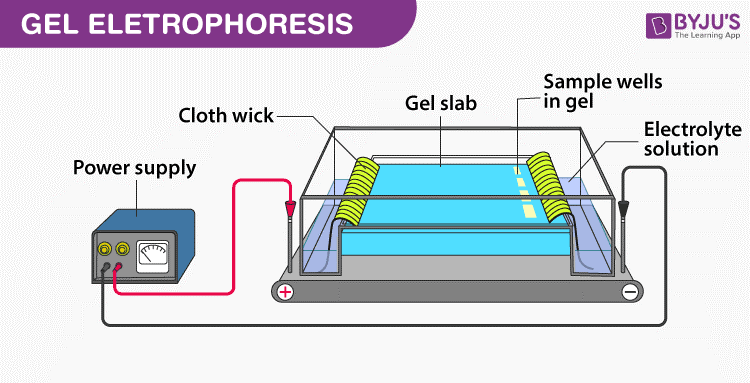 GEL ELETROPHORESIS
BYJU'S
The Learning App
Sample wells
in gel
Gel slab
Cloth wick
Electrolyte
solution
Power supply
+
−